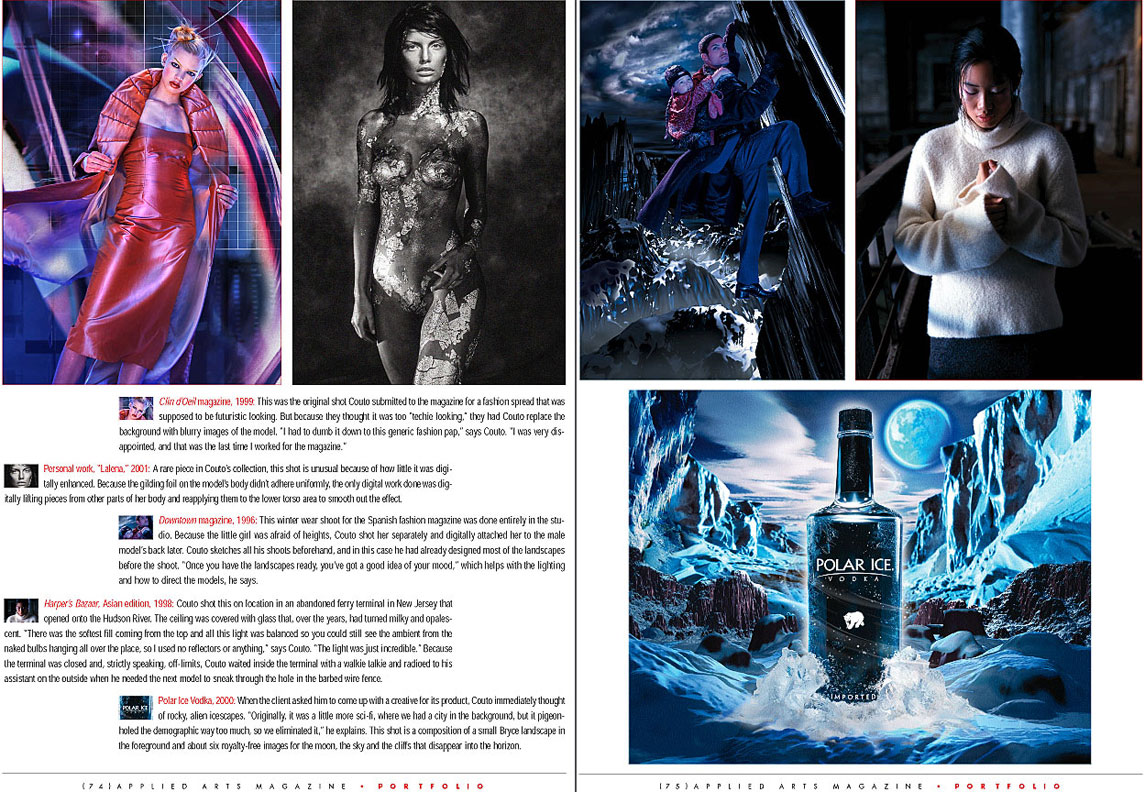 Clin d'Oeil magazine, 1999: This was the original shot Couto submitted to the magazine for a fashion spread that was
supposed to be futuristic looking. But because they thought it was too "techie looking," they had Couto replace the
background with blurry images of the model. "I had to dumb it down to this generic fashion pap," says Couto. "I was very dis-
appointed, and that was the last time I worked for the magazine."
Personal work, "Lalena," 2001: A rare piece in Couto's collection, this shot is unusual because of how little it was digi-
tally enhanced. Because the gilding foil on the model's body didn't adhere uniformly, the only digital work done was dig-
itally lifting pieces from other parts of her body and reapplying them to the lower torso area to smooth out the effect.
Downtown magazine, 1996: This winter wear shoot for the Spanish fashion magazine was done entirely in the stu-
dio. Because the little girl was afraid of heights, Couto shot her separately and digitally attached her to the male
model's back later. Couto sketches all his shoots beforehand, and in this case he had already designed most of the landscapes
before the shoot. "Once you have the landscapes ready, you've got a good idea of your mood," which helps with the lighting
and how to direct the models, he says.
Harper's Bazaar, Asian edition, 1998: Couto shot this on location in an abandoned ferry terminal in New Jersey that
opened onto the Hudson River. The ceiling was covered with glass that, over the years, had turned milky and opales-
cent. "There was the softest fill coming from the top and all this light was balanced so you could still see the ambient from the
naked bulbs hanging all over the place, so I used no reflectors or anything," says Couto. "The light was just incredible." Because
the terminal was closed and, strictly speaking, off-limits, Couto waited inside the terminal with a walkie talkie and radioed to his
assistant on the outside when he needed the next model to sneak through the hole in the barbed wire fence.
POLAR ICE
Polar Ice Vodka, 2000: When the client asked him to come up with a creative for its product, Couto immediately thought
of rocky, alien icescapes. "Originally, it was a little more sci-fi, where we had a city in the background, but it pigeon-
holed the demographic way too much, so we eliminated it," he explains. This shot is a composition of a small Bryce landscape in
the foreground and about six royalty-free images for the moon, the sky and the cliffs that disappear into the horizon.
(74) APPLIED ARTS MAGAZINE • PORTFOLIO
POLAR ICE.
VODKA
IMPORTED
(75) APPLIED ARTS MAGAZINE • PORTFOLIO